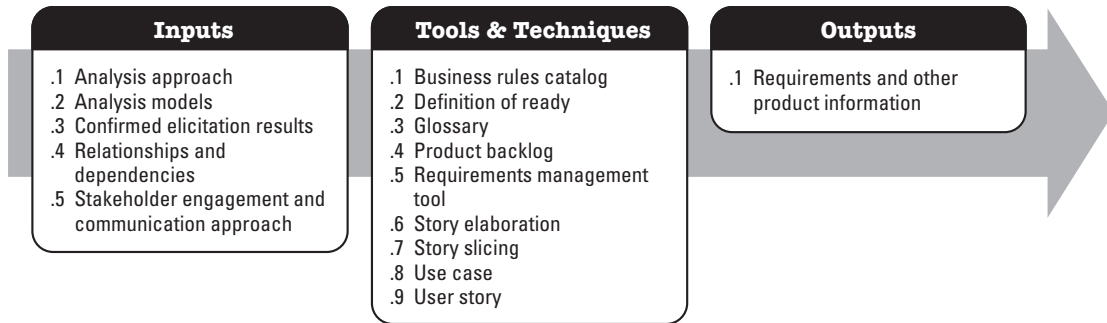 Inputs
.1 Analysis approach
.2 Analysis models
.3 Confirmed elicitation results
.4 Relationships and
dependencies
.5 Stakeholder engagement and
communication approach
Tools & Techniques
.1 Business rules catalog
.2 Definition of ready
.3 Glossary
.4 Product backlog
.5 Requirements management
tool
.6 Story elaboration
.7 Story slicing
.8 Use case
.9 User story
Outputs
.1 Requirements and other
product information